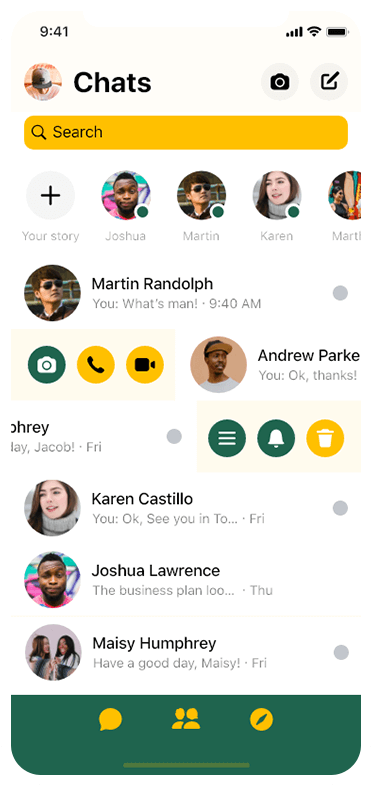 9:41
Chats
Search
Your story
Joshua
Martin
Karen
Marth
Martin Randolph
You: What's man! · 9:40 AM
Andrew Parke
You: Ok, thanks!
phrey
lay, Jacob! · Fri
Karen Castillo
You: Ok, See you in To... · Fri
Joshua Lawrence
The business plan loo... · Thu
Maisy Humphrey
Have a good day, Maisy! · Fri